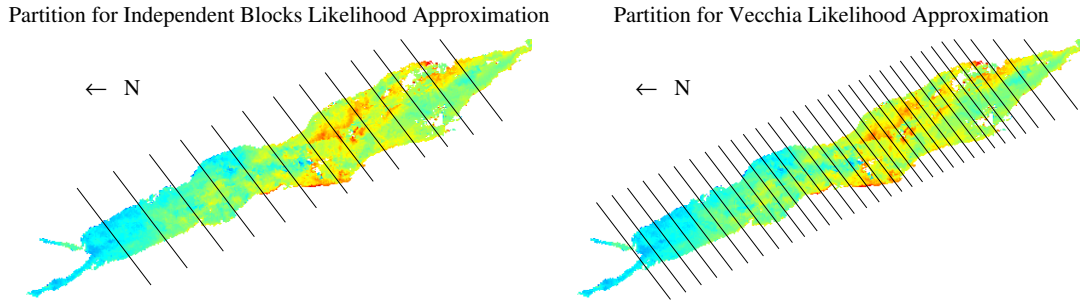 Partition for Independent Blocks Likelihood Approximation
Partition for Vecchia Likelihood Approximation
← N
← N